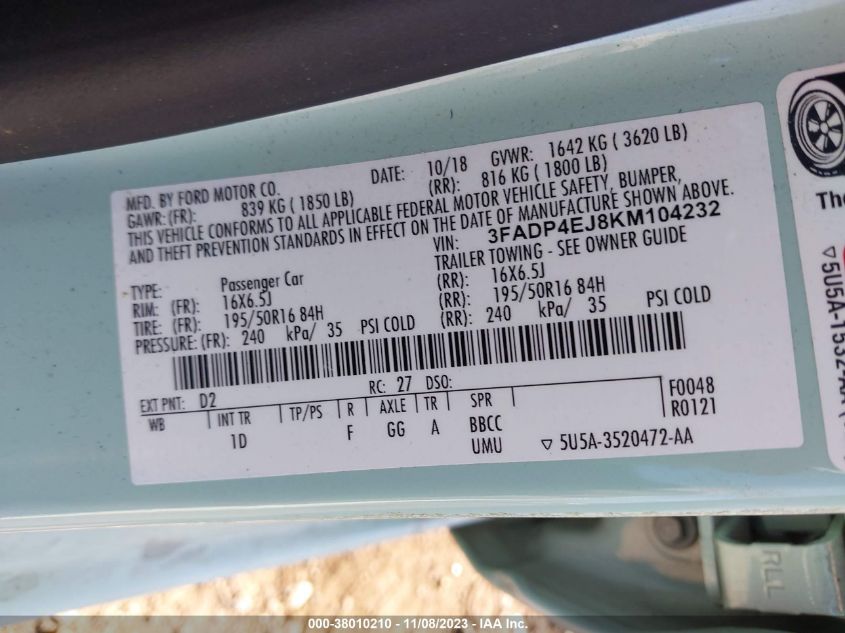 MFD. BY FORD MOTOR CO. DATE: 10/18 GVWR: 1642 KG ( 3620 LB)
GAWR: (FR): 839 KG ( 1850 LB) (RR): 816 KG ( 1800 LB)
THIS VEHICLE CONFORMS TO ALL APPLICABLE FEDERAL MOTOR VEHICLE SAFETY, BUMPER,
AND THEFT PREVENTION STANDARDS IN EFFECT ON THE DATE OF MANUFACTURE SHOWN ABOVE.
VIN: 3FADP4EJ8KM104232
TYPE: Passenger Car TRAILER TOWING - SEE OWNER GUIDE
RIM: (FR): 16X6.5J (RR): 16X6.5J
TIRE: (FR): 195/50R16 84H (RR): 195/50R16 84H
PRESSURE: (FR): 240 kPa/ 35 PSI COLD (RR): 240 kPa/ 35 PSI COLD
EXT PNT: D2 RC: 27 DSO: F0048
WB INT TR TP/PS R AXLE TR SPR R0121
1D F GG A BBCC
UMU ▽ 5U5A-3520472-AA
The
▽ 5U5A-1532
RLL
000-38010210 - 11/08/2023 - IAA Inc.